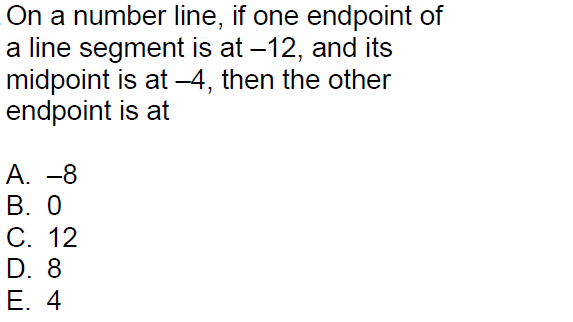 On a number line, if one endpoint of
a line segment is at –12, and its
midpoint is at –4, then the other
endpoint is at
A. –8
B. 0
C. 12
D. 8
E. 4